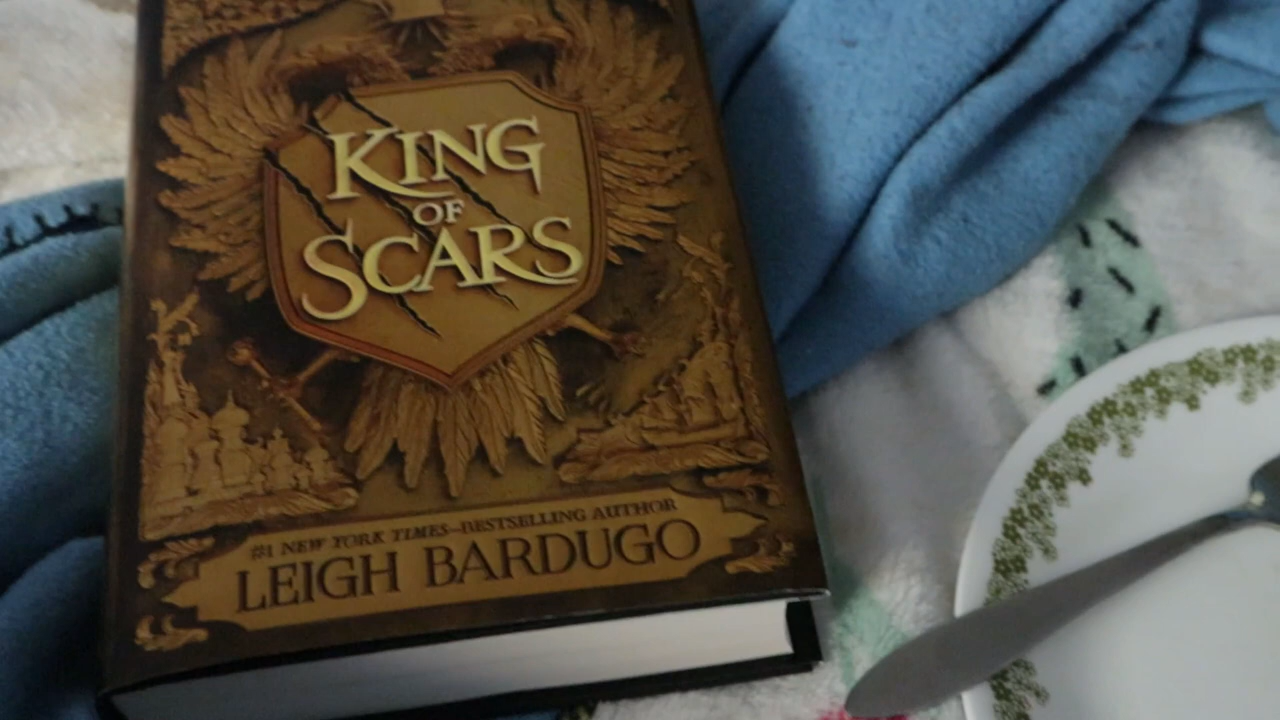 KING
OF
SCARS
#1 NEW YORK TIMES–BESTSELLING AUTHOR
LEIGH BARDUGO